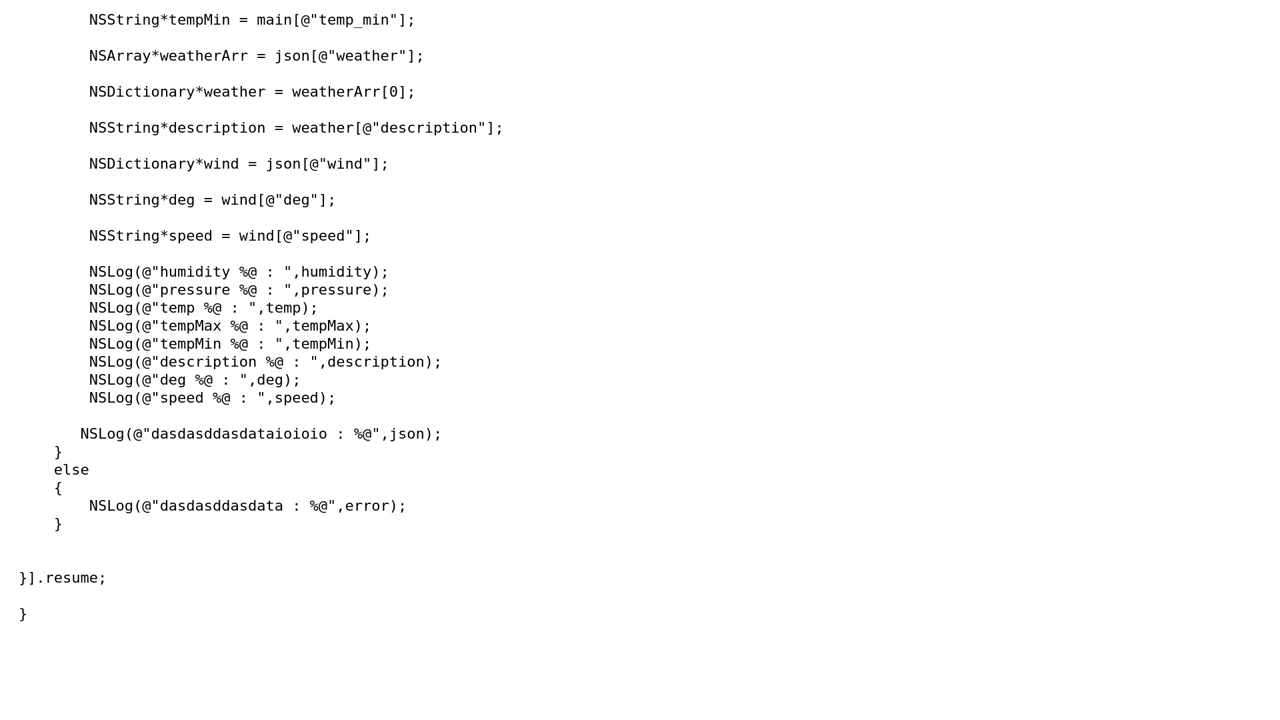 NSString*tempMin = main[@"temp_min"];
NSArray*weatherArr = json[@"weather"];
NSDictionary*weather = weatherArr[0];
NSString*description = weather[@"description"];
NSDictionary*wind = json[@"wind"];
NSString*deg = wind[@"deg"];
NSString*speed = wind[@"speed"];
NSLog(@"humidity %@ : ",humidity);
NSLog(@"pressure %@ : ",pressure);
NSLog(@"temp %@ : ",temp);
NSLog(@"tempMax %@ : ",tempMax);
NSLog(@"tempMin %@ : ",tempMin);
NSLog(@"description %@ : ",description);
NSLog(@"deg %@ : ",deg);
NSLog(@"speed %@ : ",speed);
NSLog(@"dasdasddasdataioioio : %@",json);
}
else
{
NSLog(@"dasdasddasdata : %@",error);
}
}].resume;
}